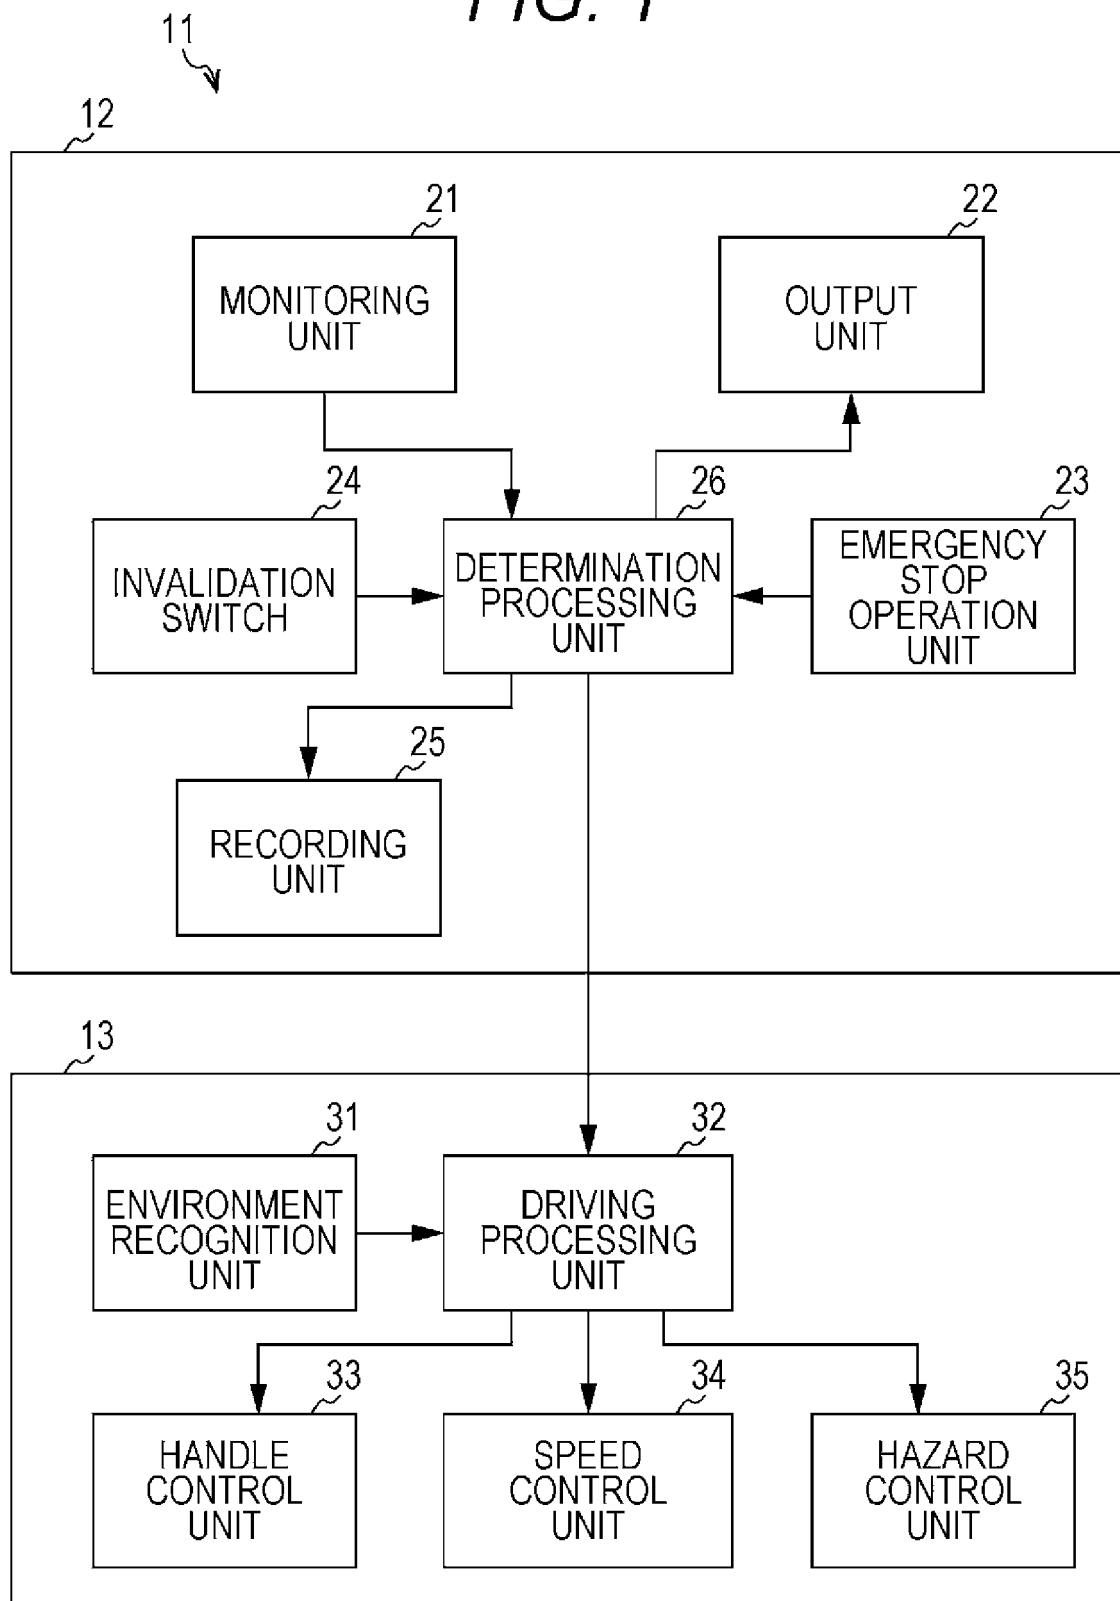 FIG. 1
11
12
21
MONITORING
UNIT
22
OUTPUT
UNIT
24
INVALIDATION
SWITCH
26
DETERMINATION
PROCESSING
UNIT
23
EMERGENCY
STOP
OPERATION
UNIT
25
RECORDING
UNIT
13
31
ENVIRONMENT
RECOGNITION
UNIT
32
DRIVING
PROCESSING
UNIT
33
HANDLE
CONTROL
UNIT
34
SPEED
CONTROL
UNIT
35
HAZARD
CONTROL
UNIT